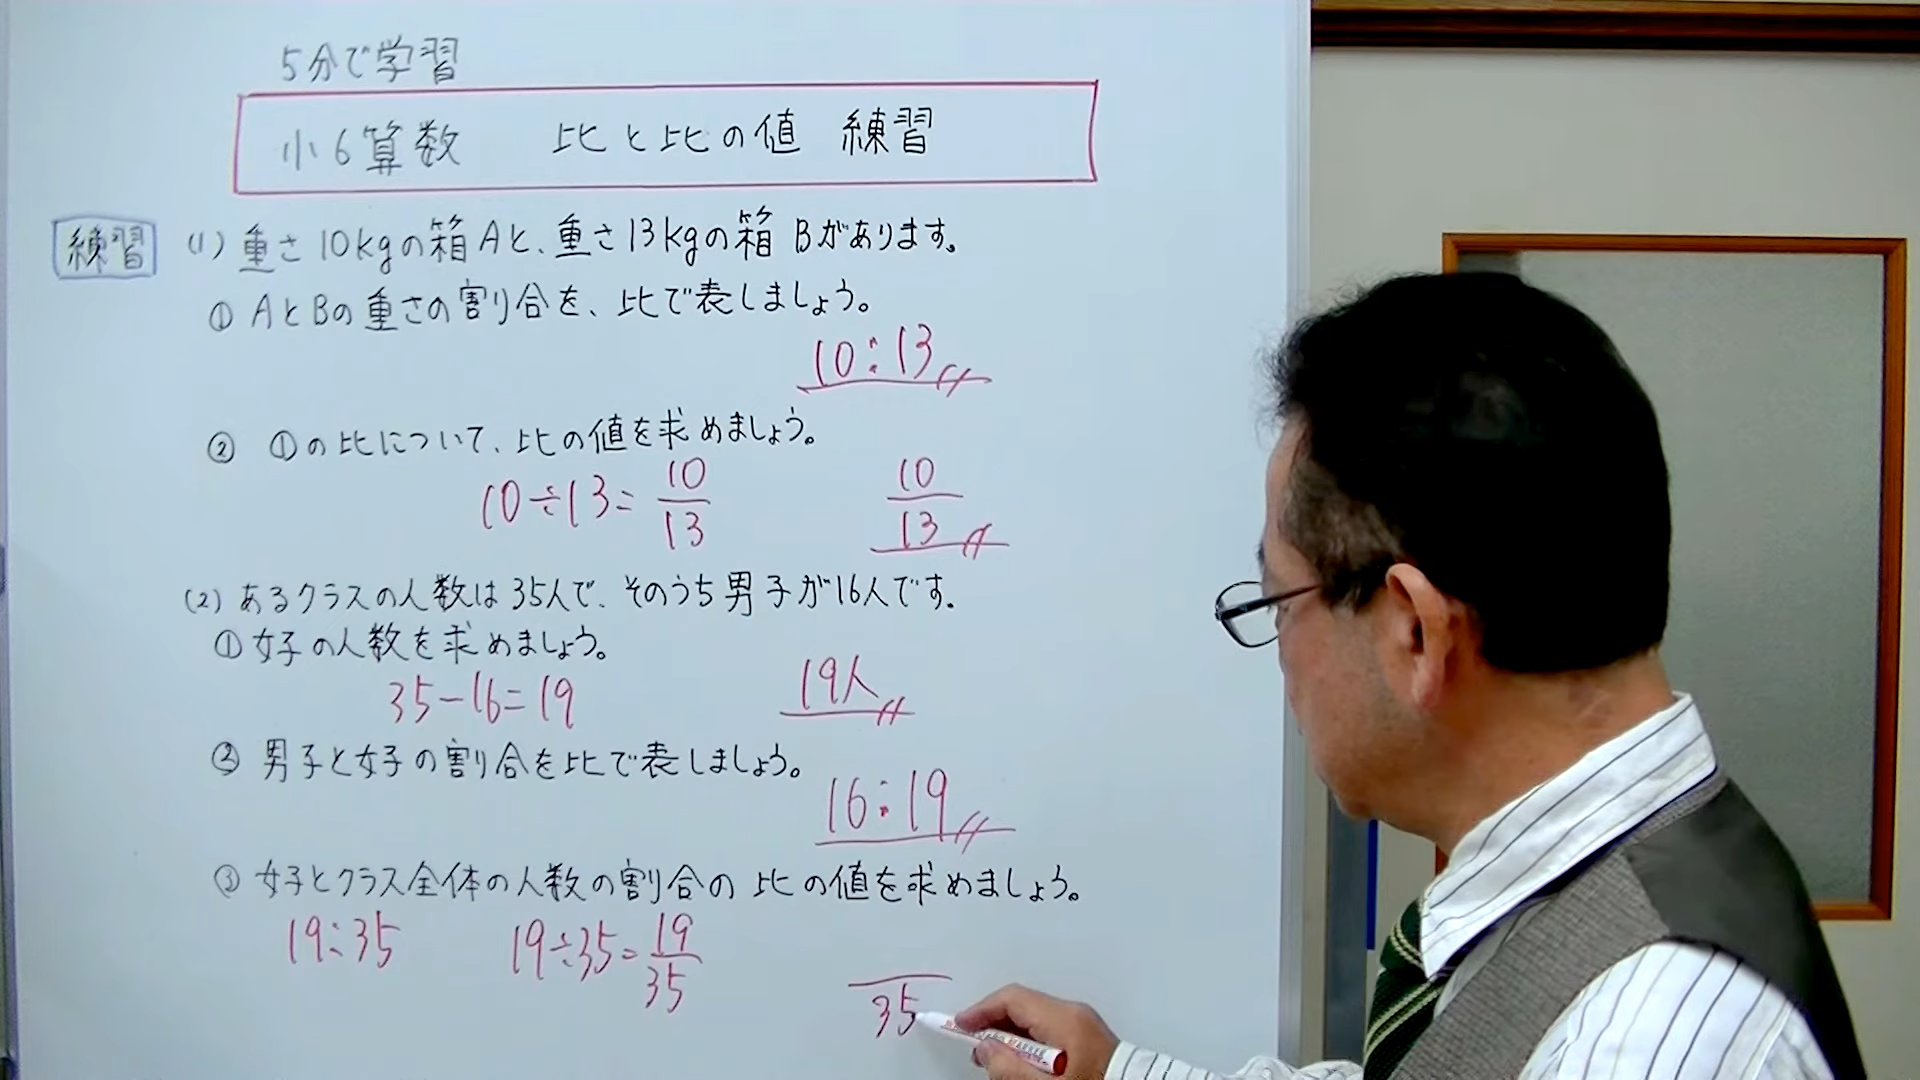 5分で学習
小6算数 比と比の値 練習
練習 (1) 重さ10kgの箱Aと、重さ13kgの箱Bがあります。
① AとBの重さの割り合を、比で表しましょう。
10:13
② ①の比について、比の値を求めましょう。
10÷13=10/13 10/13
(2) あるクラスの人数は35人で、そのうち男子が16人です。
① 女子の人数を求めましょう。
35-16=19 19人
② 男子と女子の割り合を比で表しましょう。
16:19
③ 女子とクラス全体の人数の割合の比の値を求めましょう。
19:35 19÷35=19/35
35